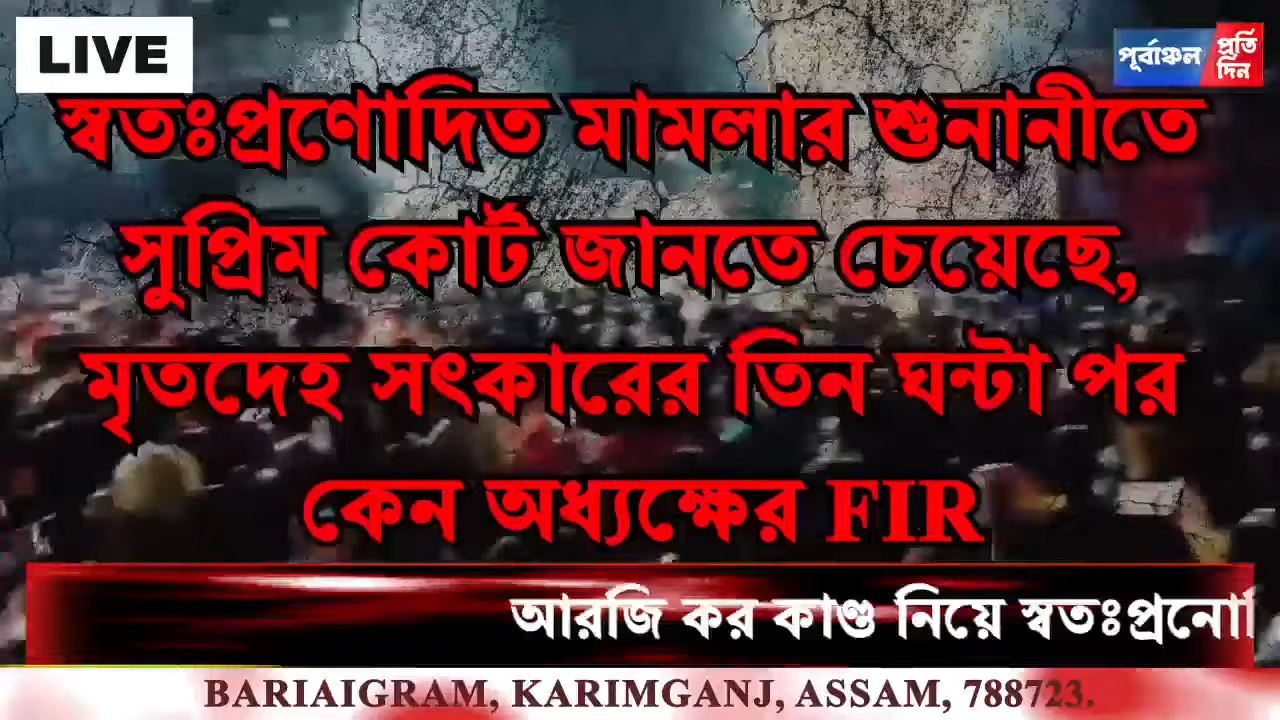 LIVE
পূর্বাঞ্চল
প্রতি
দিন
স্বতঃপ্রণোদিত মামলার শুনানীতে
সুপ্রিম কোর্ট জানতে চেয়েছে,
মৃতদেহ সৎকারের তিন ঘন্টা পর
কেন অধ্যক্ষের FIR
আরজি কর কাণ্ড নিয়ে স্বতঃপ্রনো
BARIAIGRAM, KARIMGANJ, ASSAM, 788723.